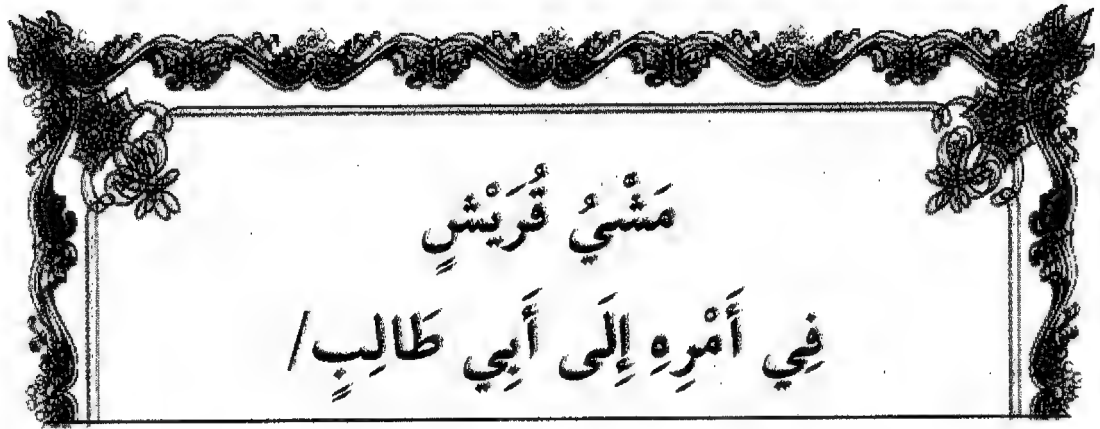 مَشْيُ قُرَيْشٍ
فِي أَمْرِهِ إِلَى أَبِي طَالِبٍ/